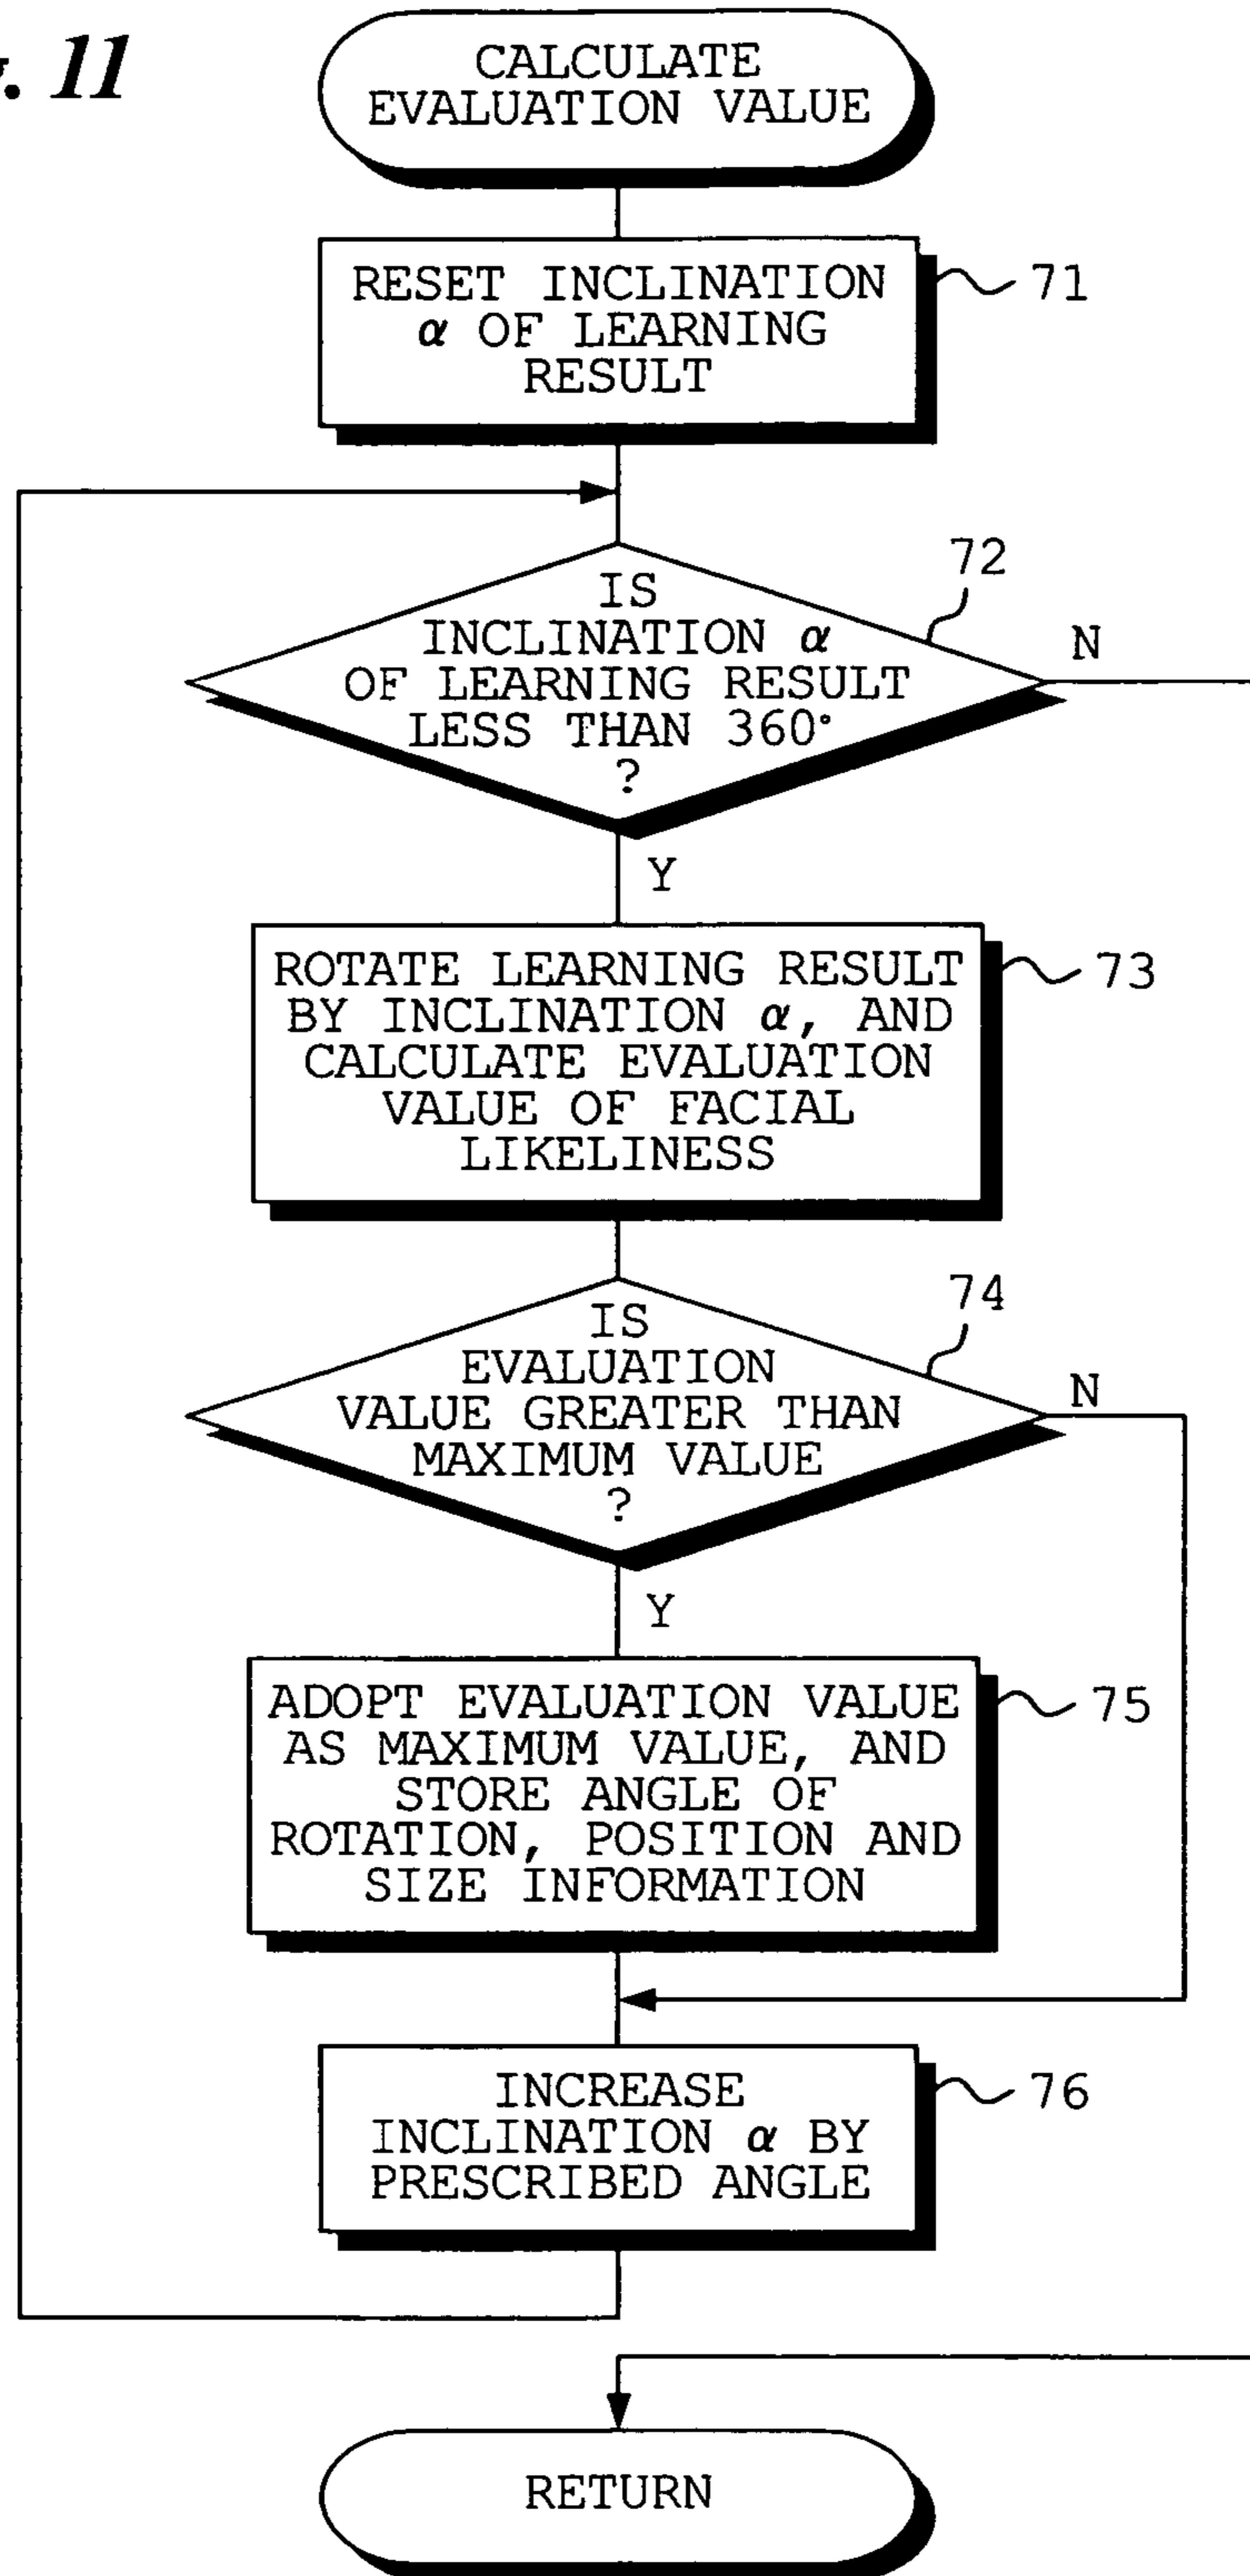 . 11
CALCULATE
EVALUATION VALUE
RESET INCLINATION
α OF LEARNING
RESULT
71
IS
INCLINATION α
OF LEARNING RESULT
LESS THAN 360°
?
72
N
Y
ROTATE LEARNING RESULT
BY INCLINATION α, AND
CALCULATE EVALUATION
VALUE OF FACIAL
LIKELINESS
73
IS
EVALUATION
VALUE GREATER THAN
MAXIMUM VALUE
?
74
N
Y
ADOPT EVALUATION VALUE
AS MAXIMUM VALUE, AND
STORE ANGLE OF
ROTATION, POSITION AND
SIZE INFORMATION
75
INCREASE
INCLINATION α BY
PRESCRIBED ANGLE
76
RETURN